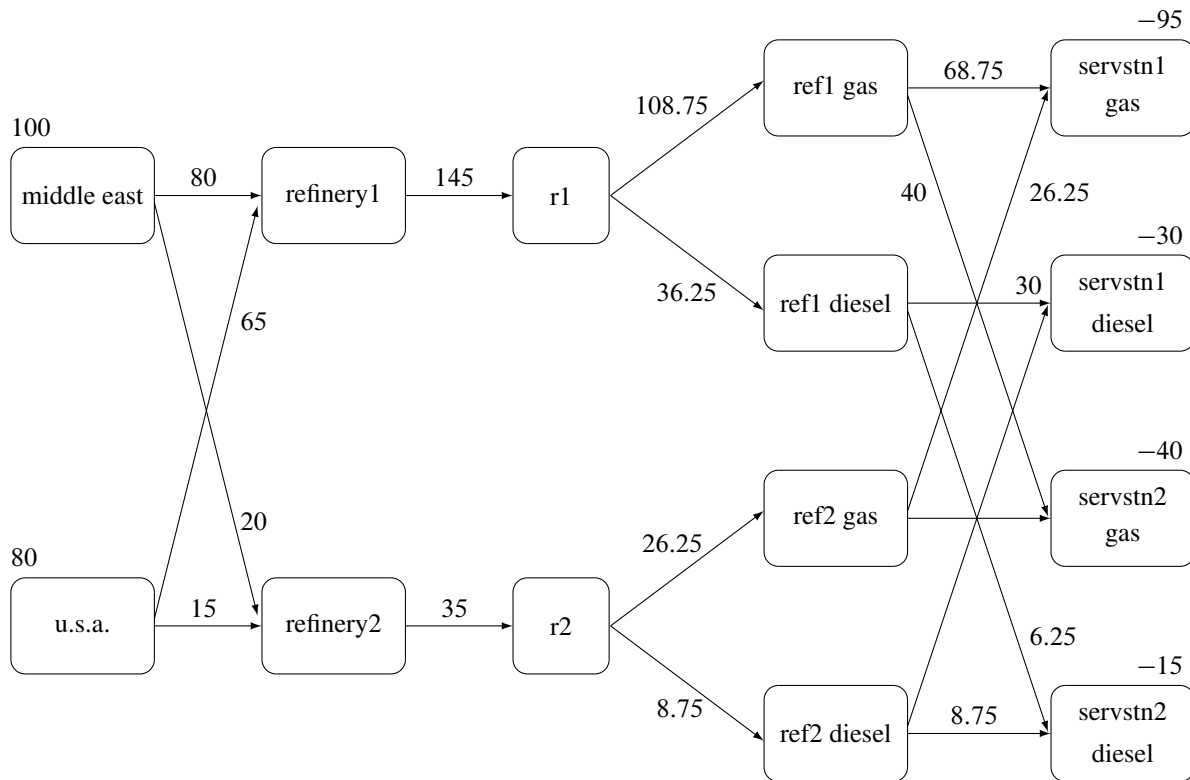 −95
ref1 gas
68.75
servstn1
gas
108.75
100
middle east
80
refinery1
145
r1
40
26.25
−30
36.25
ref1 diesel
30
servstn1
diesel
65
−40
ref2 gas
servstn2
gas
20
26.25
80
u.s.a.
15
refinery2
35
r2
6.25
−15
8.75
ref2 diesel
8.75
servstn2
diesel